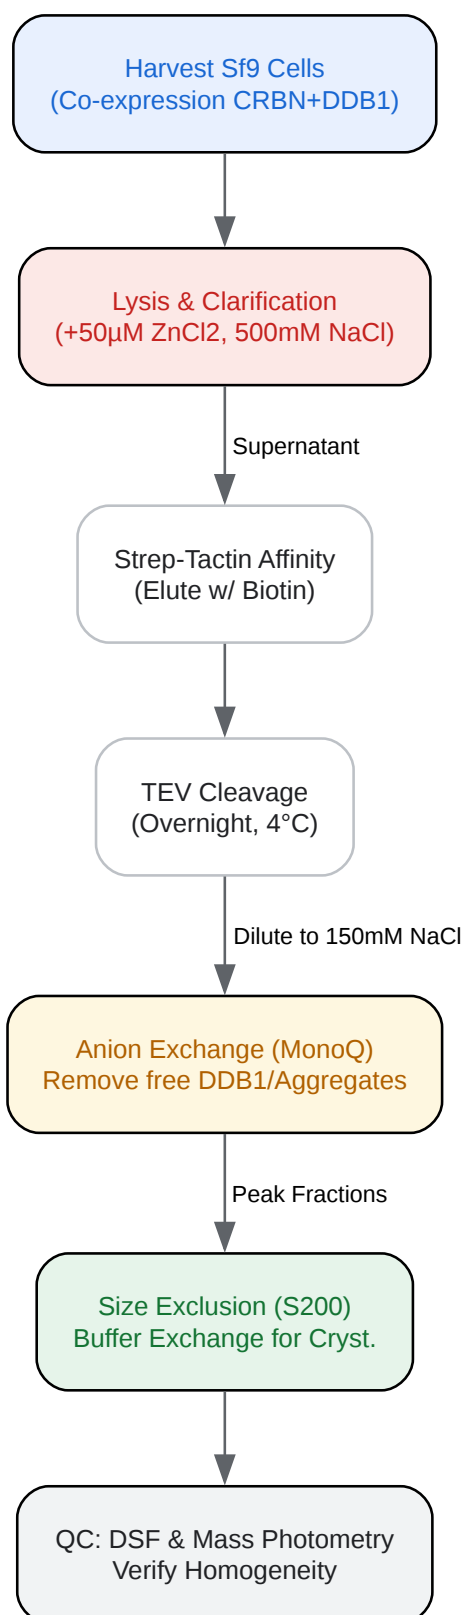 Harvest Sf9 Cells
(Co-expression CRBN+DDB1)
Lysis & Clarification
(+50µM ZnCl2, 500mM NaCl)
Supernatant
Strep-Tactin Affinity
(Elute w/ Biotin)
TEV Cleavage
(Overnight, 4°C)
Dilute to 150mM NaCl
Anion Exchange (MonoQ)
Remove free DDB1/Aggregates
Peak Fractions
Size Exclusion (S200)
Buffer Exchange for Cryst.
QC: DSF & Mass Photometry
Verify Homogeneity